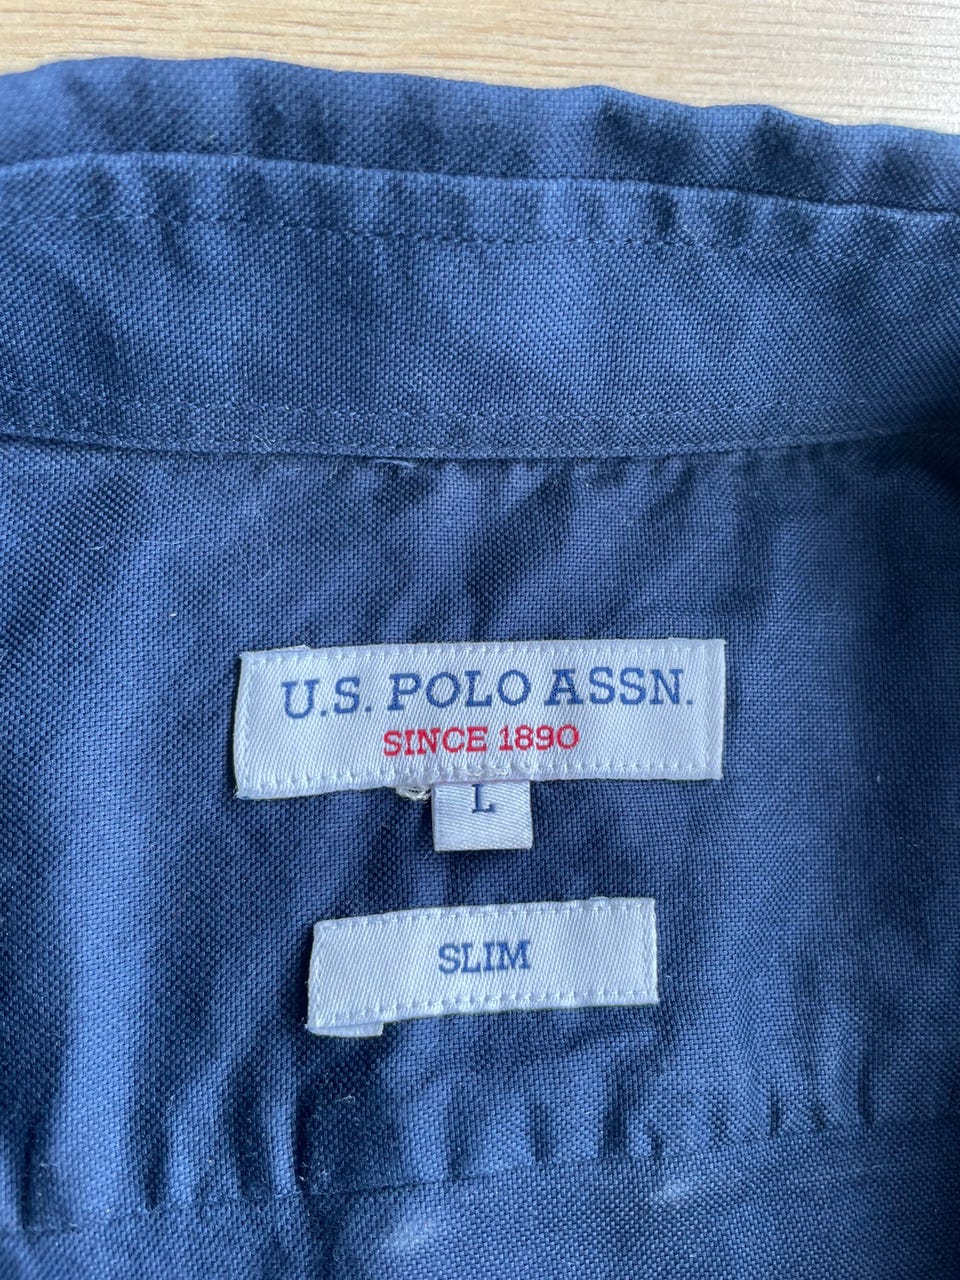 U.S. POLO ASSN.
SINCE 1890
L
SLIM